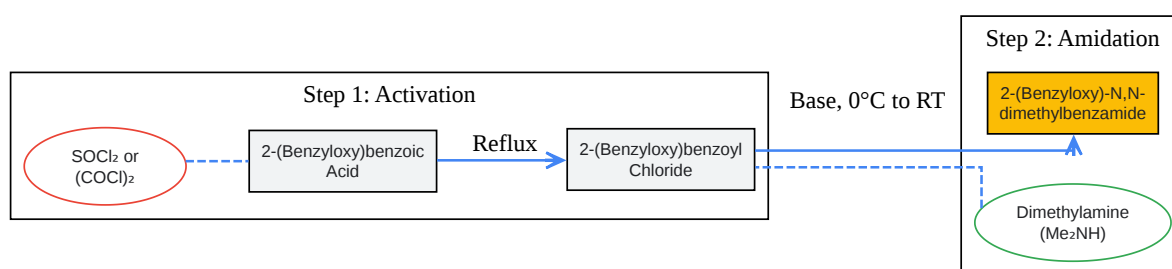 Step 1: Activation
SOCl₂ or
(COCl)₂
2-(Benzyloxy)benzoic
Acid
Reflux
2-(Benzyloxy)benzoyl
Chloride
Base, 0°C to RT
Step 2: Amidation
2-(Benzyloxy)-N,N-
dimethylbenzamide
Dimethylamine
(Me₂NH)